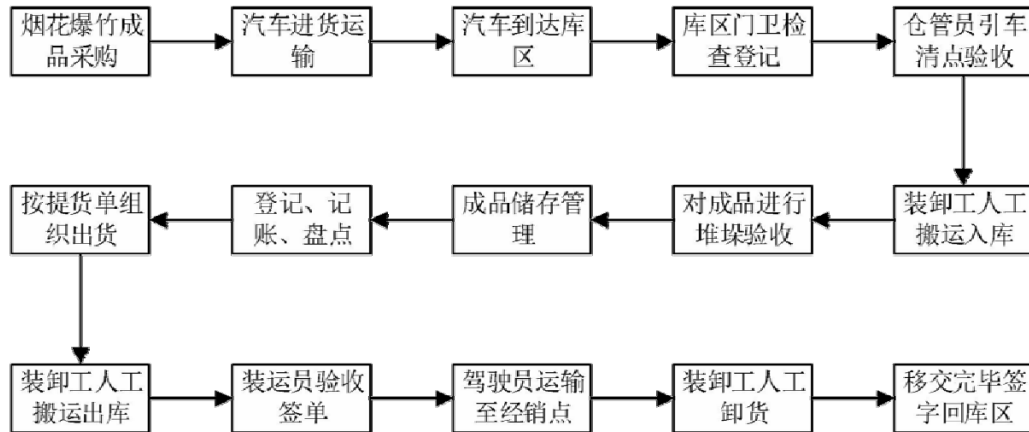 烟花爆竹成
品采购
汽车进货运
输
汽车到达库
区
库区门卫检
查登记
仓管员引车
清点验收
装卸工人工
搬运入库
对成品进行
堆垛验收
成品储存管
理
登记、记
账、盘点
按提货单组
织出货
装卸工人工
搬运出库
装运员验收
签单
驾驶员运输
至经销点
装卸工人工
卸货
移交完毕签
字回库区